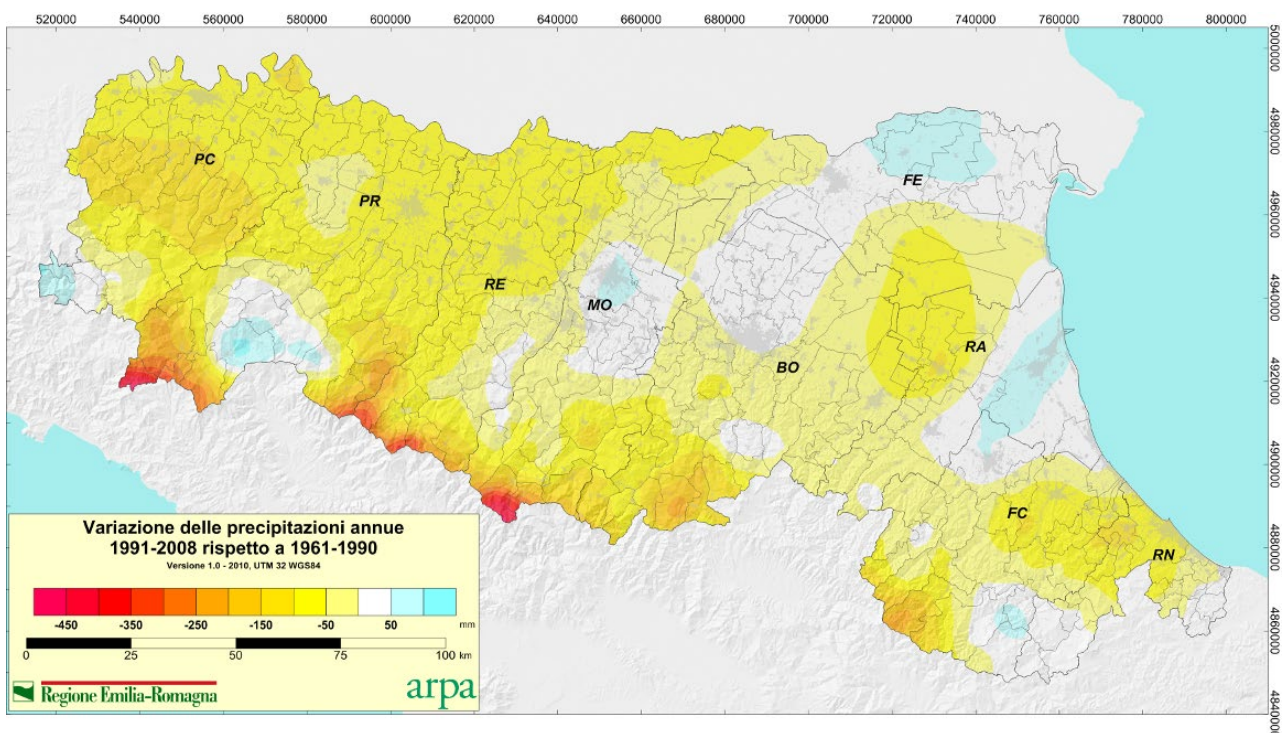 520000 540000 560000 580000 600000 620000 640000 660000 680000 700000 720000 740000 760000 780000 800000
5000000
4980000
4960000
4940000
4920000
4900000
4880000
4860000
4840000
PC
FE
PR
RE
MO
RA
BO
FC
RN
Variazione delle precipitazioni annue
1991-2008 rispetto a 1961-1990
Versione 1.0 - 2010, UTM 32 WGS84
-450 -350 -250 -150 -50 50 mm
0 25 50 75 100 km
Regione Emilia-Romagna
arpa